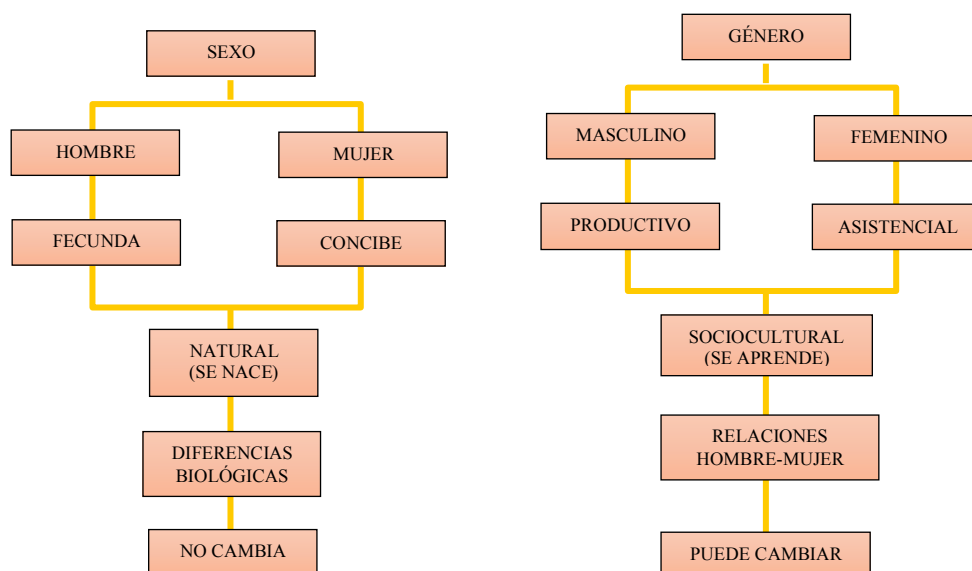 SEXO
HOMBRE
MUJER
FECUNDA
CONCIBE
NATURAL
(SE NACE)
DIFERENCIAS
BIOLÓGICAS
NO CAMBIA
GÉNERO
MASCULINO
FEMENINO
PRODUCTIVO
ASISTENCIAL
SOCIOCULTURAL
(SE APRENDE)
RELACIONES
HOMBRE-MUJER
PUEDE CAMBIAR